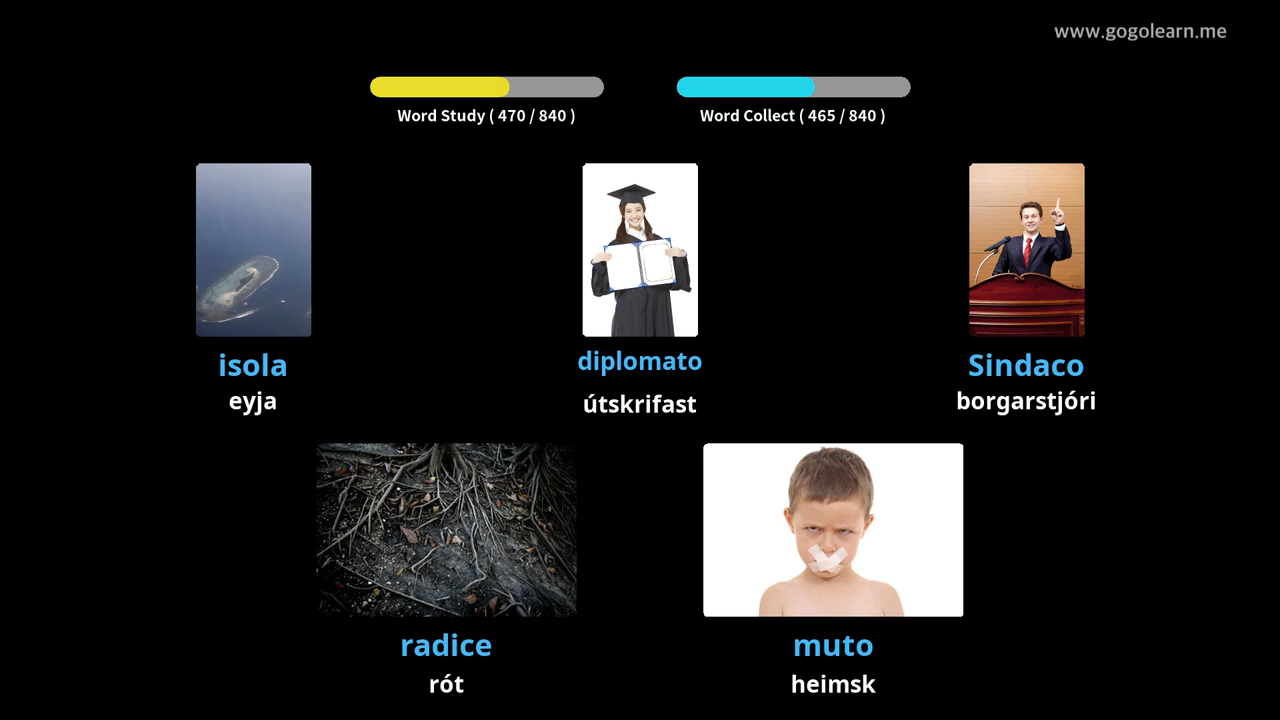 www.gogolearn.me
Word Study ( 470 / 840 )
Word Collect ( 465 / 840 )
isola
eyja
diplomato
útskrifast
Sindaco
borgarstjóri
radice
rót
muto
heimsk